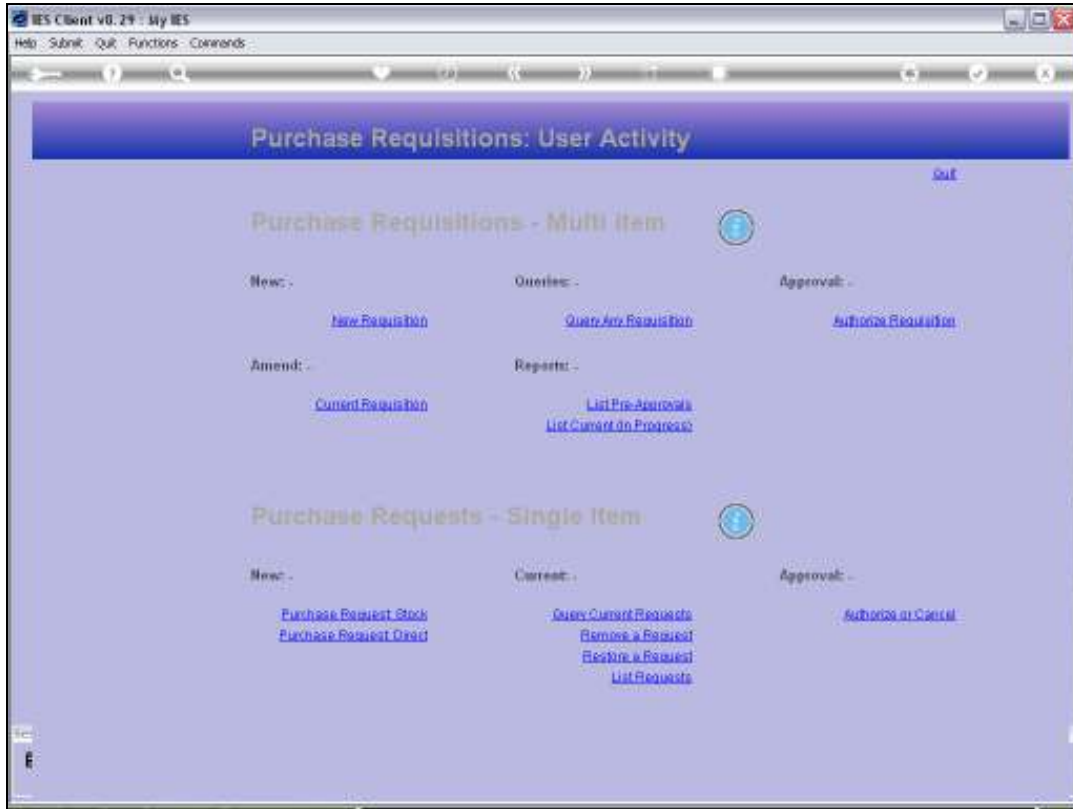 IES Client v8.29 : My IES
Help Submit Quit Functions Commands
Purchase Requisitions: User Activity
Quit
Purchase Requisitions - Multi Item
New: - Queries: - Approval: -
New Requisition Query Any Requisition Authorize Requisition
Amend: - Reports: -
Current Requisition List Pre-Approvals
List Current (In Progress)
Purchase Requests - Single Item
New: - Current: - Approval: -
Purchase Request Stock Query Current Requests Authorize or Cancel
Purchase Request Direct Remove a Request
Restore a Request
List Requests